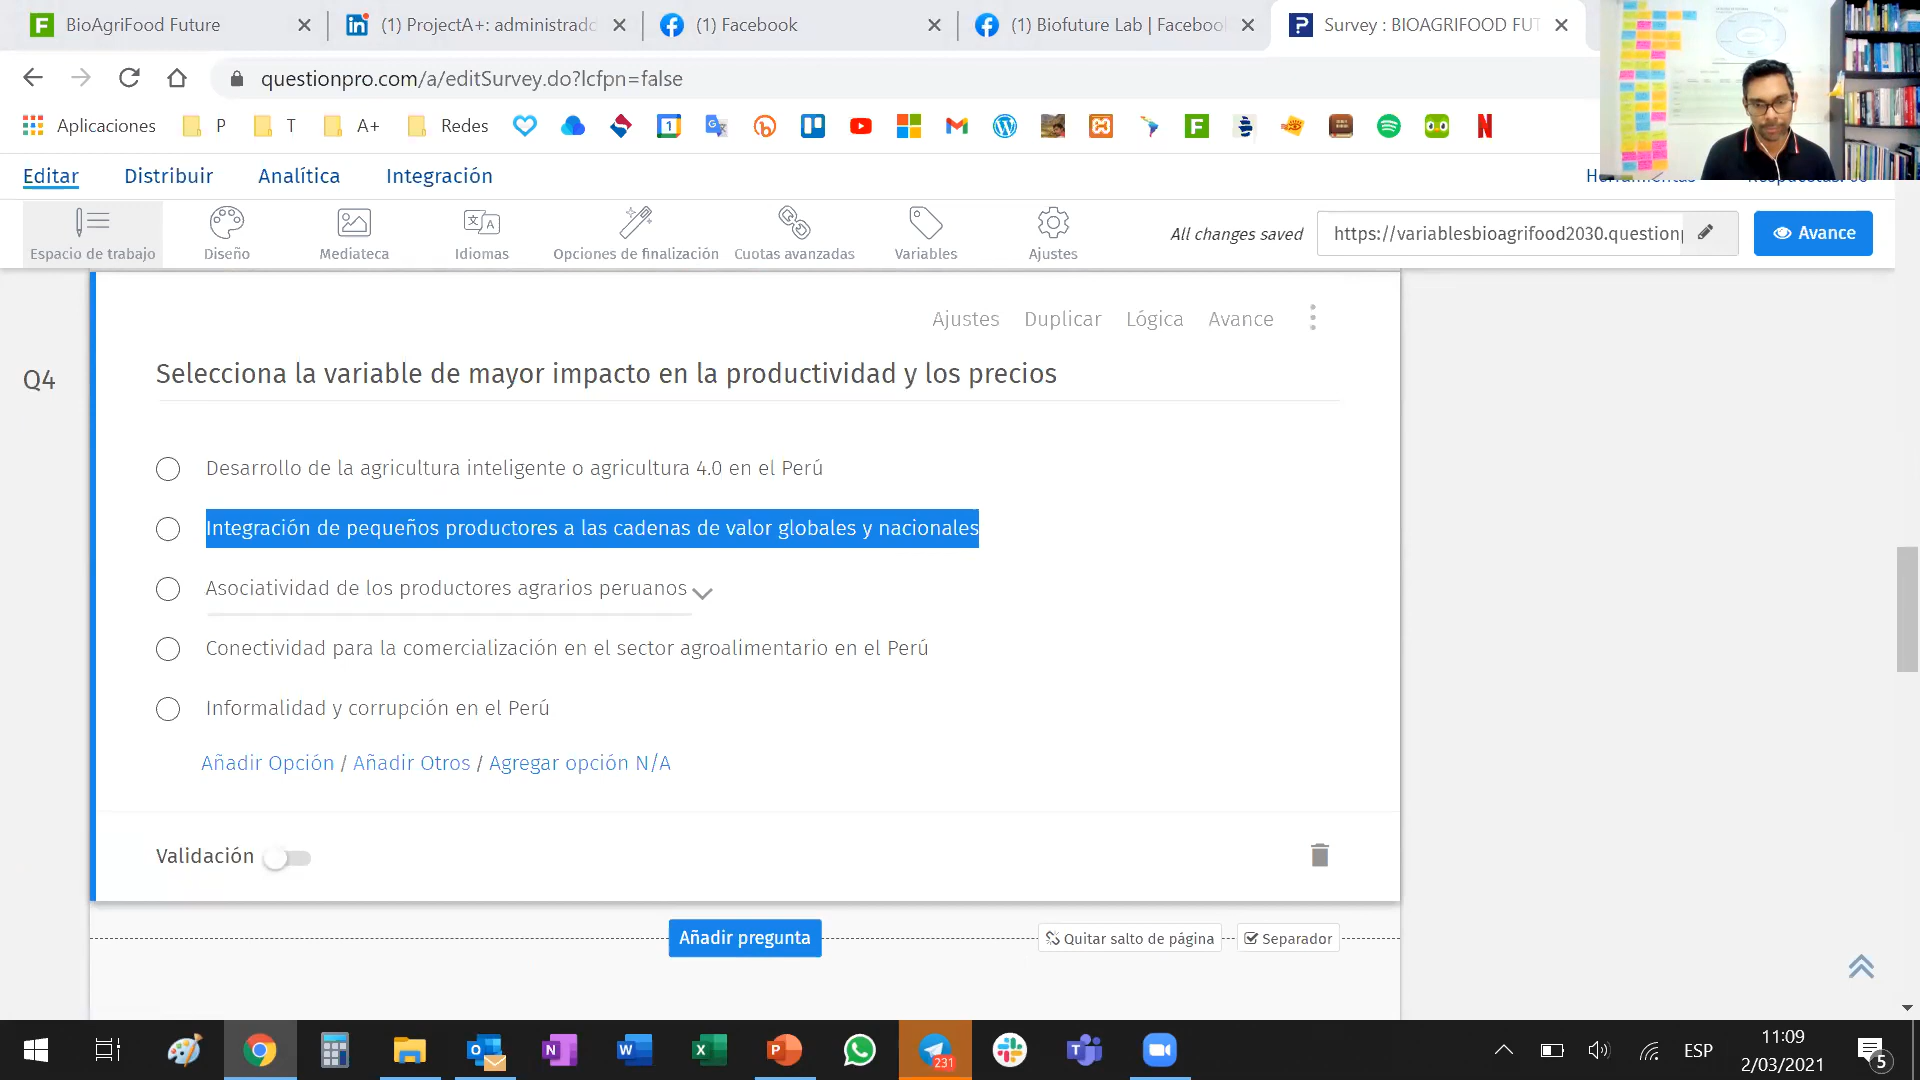 BioAgriFood Future
(1) ProjectA+: administrado
(1) Facebook
(1) Biofuture Lab | Facebook
Survey : BIOAGRIFOOD FUT
questionpro.com/a/editSurvey.do?lcfpn=false
Aplicaciones
P
T
A+
Redes
Editar
Distribuir
Analítica
Integración
Espacio de trabajo
Diseño
Mediateca
Idiomas
Opciones de finalización
Cuotas avanzadas
Variables
Ajustes
All changes saved
https://variablesbioagrifood2030.question
Avance
Ajustes
Duplicar
Lógica
Avance
Q4
Selecciona la variable de mayor impacto en la productividad y los precios
Desarrollo de la agricultura inteligente o agricultura 4.0 en el Perú
Integración de pequeños productores a las cadenas de valor globales y nacionales
Asociatividad de los productores agrarios peruanos
Conectividad para la comercialización en el sector agroalimentario en el Perú
Informalidad y corrupción en el Perú
Añadir Opción / Añadir Otros / Agregar opción N/A
Validación
Añadir pregunta
Quitar salto de página
Separador
231
ESP
11:09
2/03/2021
5